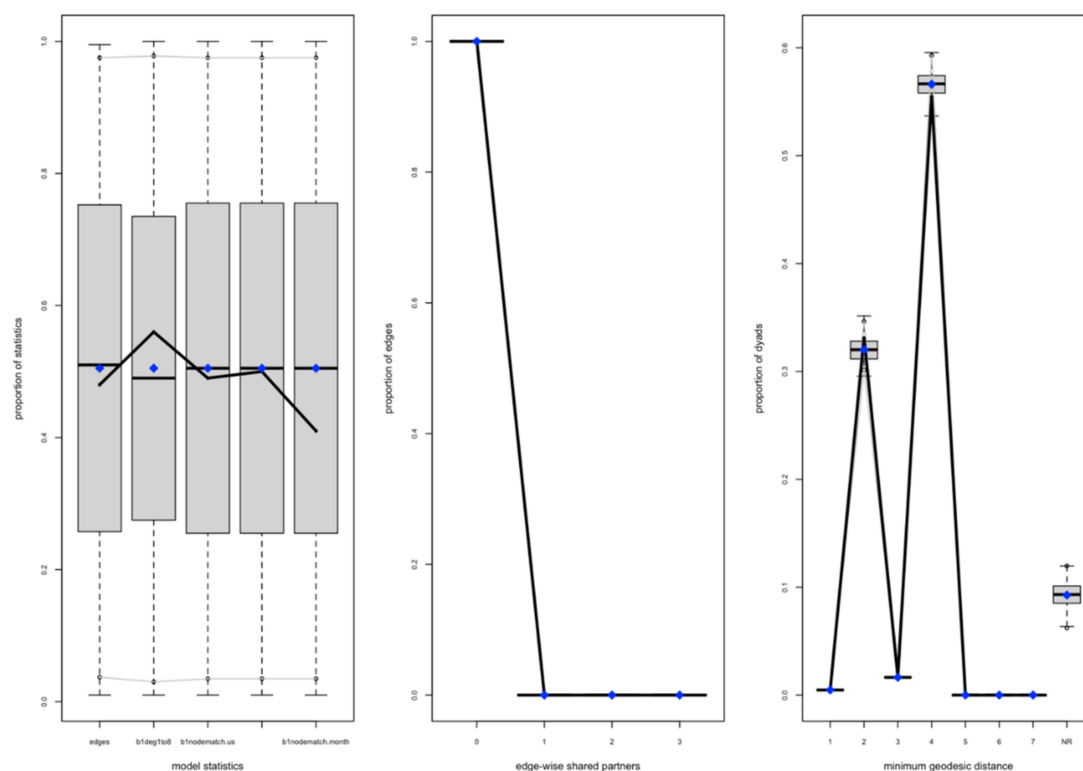 proportion of statistics
1.0
0.8
0.6
0.4
0.2
0.0
edges b1deg1to8 b1nodematch.us b1nodematch.month
model statistics
proportion of edges
1.0
0.8
0.6
0.4
0.2
0.0
0 1 2 3
edge-wise shared partners
proportion of dyads
0.6
0.5
0.4
0.3
0.2
0.1
0.0
1 2 3 4 5 6 7 NR
minimum geodesic distance